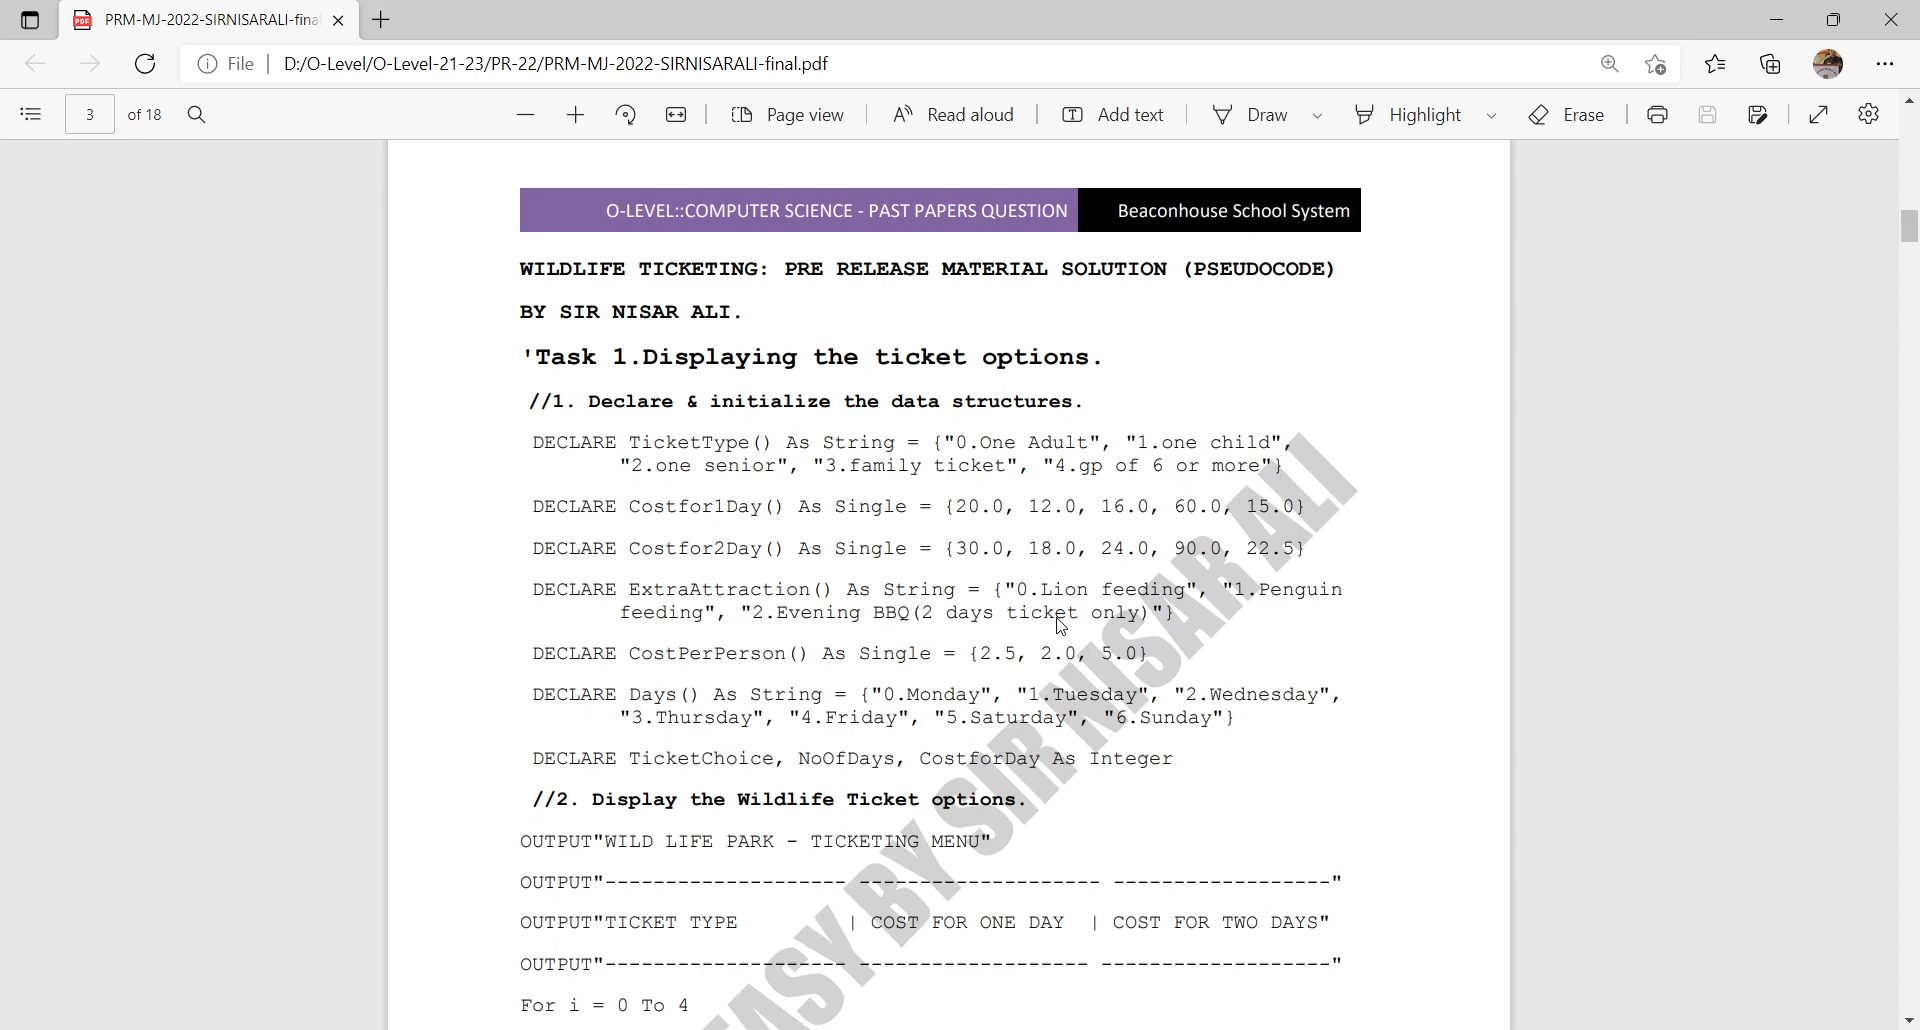 PRM-MJ-2022-SIRNISARALI-fina
File | D:/O-Level/O-Level-21-23/PR-22/PRM-MJ-2022-SIRNISARALI-final.pdf
3 of 18 Page view Read aloud Add text Draw Highlight Erase
O-LEVEL::COMPUTER SCIENCE - PAST PAPERS QUESTION Beaconhouse School System
WILDLIFE TICKETING: PRE RELEASE MATERIAL SOLUTION (PSEUDOCODE)
BY SIR NISAR ALI.
'Task 1.Displaying the ticket options.
//1. Declare & initialize the data structures.
DECLARE TicketType() As String = {"0.One Adult", "1.one child",
"2.one senior", "3.family ticket", "4.gp of 6 or more"}
DECLARE Costfor1Day() As Single = {20.0, 12.0, 16.0, 60.0, 15.0}
DECLARE Costfor2Day() As Single = {30.0, 18.0, 24.0, 90.0, 22.5}
DECLARE ExtraAttraction() As String = {"0.Lion feeding", "1.Penguin
feeding", "2.Evening BBQ(2 days ticket only)"}
DECLARE CostPerPerson() As Single = {2.5, 2.0, 5.0}
DECLARE Days() As String = {"0.Monday", "1.Tuesday", "2.Wednesday",
"3.Thursday", "4.Friday", "5.Saturday", "6.Sunday"}
DECLARE TicketChoice, NoOfDays, CostforDay As Integer
//2. Display the Wildlife Ticket options.
OUTPUT"WILD LIFE PARK - TICKETING MENU"
OUTPUT"-------------------- -------------------- ------------------"
OUTPUT"TICKET TYPE | COST FOR ONE DAY | COST FOR TWO DAYS"
OUTPUT"-------------------- ------------------- -------------------"
For i = 0 To 4
EASY BY SIR NISAR ALI